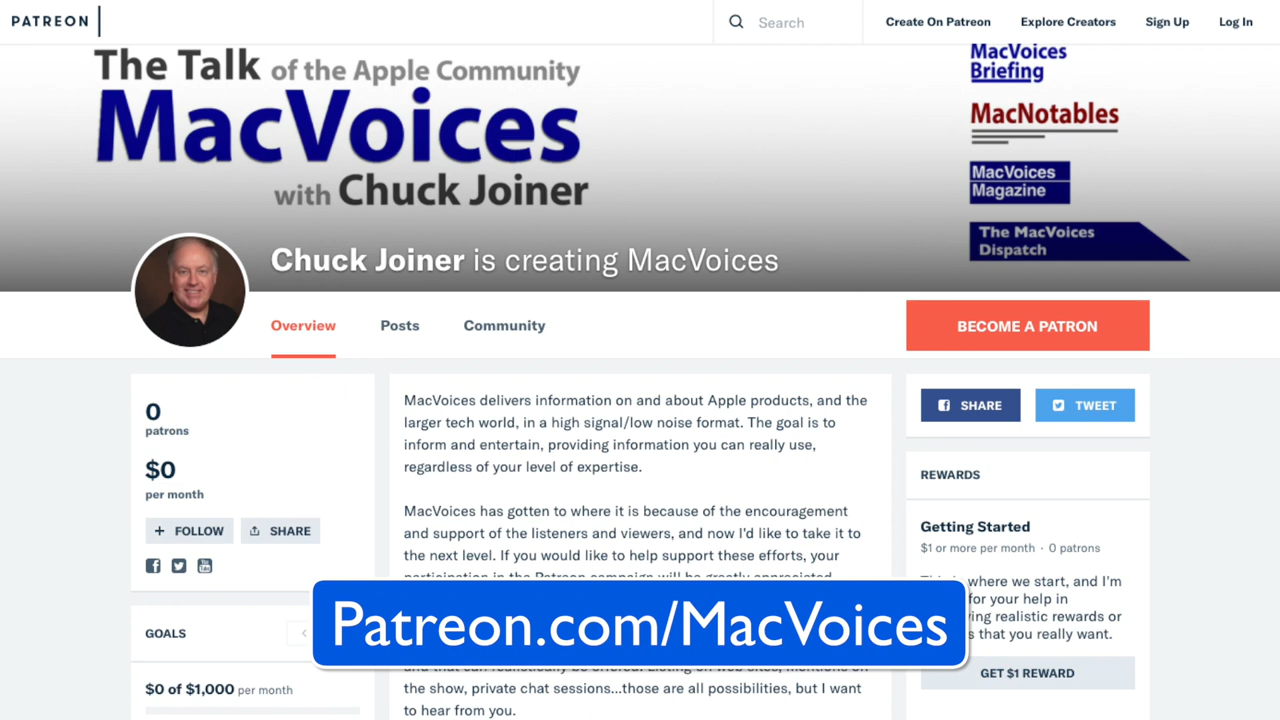 PATREON
Search
Create On Patreon
Explore Creators
Sign Up
Log In
The Talk of the Apple Community
MacVoices
with Chuck Joiner
MacVoices
Briefing
MacNotables
MacVoices
Magazine
The MacVoices
Dispatch
Chuck Joiner is creating MacVoices
Overview
Posts
Community
BECOME A PATRON
0
patrons
$0
per month
+ FOLLOW
SHARE
GOALS
$0 of $1,000 per month
MacVoices delivers information on and about Apple products, and the
larger tech world, in a high signal/low noise format. The goal is to
inform and entertain, providing information you can really use,
regardless of your level of expertise.
MacVoices has gotten to where it is because of the encouragement
and support of the listeners and viewers, and now I'd like to take it to
the next level. If you would like to help support these efforts, your
participation in the Patreon campaign will be greatly appreciated
Patreon.com/MacVoices
the show, private chat sessions...those are all possibilities, but I want
to hear from you.
SHARE
TWEET
REWARDS
Getting Started
$1 or more per month · 0 patrons
where we start, and I'm
for your help in
realistic rewards or
that you really want.
GET $1 REWARD